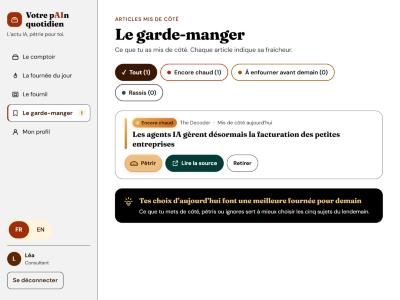 Votre pAIn
quotidien
L'actu IA, pétrie pour toi.
Le comptoir
La fournée du jour
Le fournil
Le garde-manger 1
Mon profil
FR EN
L Léa
Consultant
Se déconnecter
ARTICLES MIS DE CÔTÉ
Le garde-manger
Ce que tu as mis de côté. Chaque article indique sa fraîcheur.
✓ Tout (1) Encore chaud (1) À enfourner avant demain (0)
Rassis (0)
Encore chaud The Decoder · Mis de côté aujourd'hui
Les agents IA gèrent désormais la facturation des petites
entreprises
Pétrir Lire la source Retirer
Tes choix d'aujourd'hui font une meilleure fournée pour demain
Ce que tu mets de côté, pétris ou ignores sert à mieux choisir les cinq sujets du lendemain.